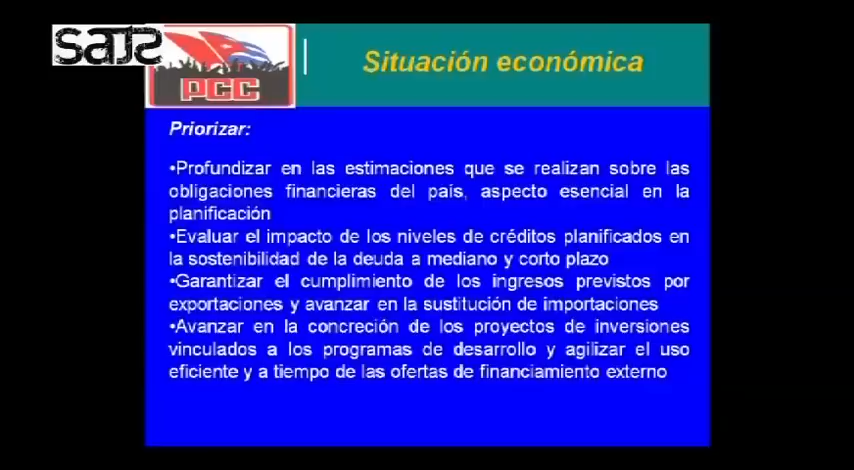 SATS
PCC
Situación económica
Priorizar:
•Profundizar en las estimaciones que se realizan sobre las
obligaciones financieras del país, aspecto esencial en la
planificación
•Evaluar el impacto de los niveles de créditos planificados en
la sostenibilidad de la deuda a mediano y corto plazo
•Garantizar el cumplimiento de los ingresos previstos por
exportaciones y avanzar en la sustitución de importaciones
•Avanzar en la concreción de los proyectos de inversiones
vinculados a los programas de desarrollo y agilizar el uso
eficiente y a tiempo de las ofertas de financiamiento externo